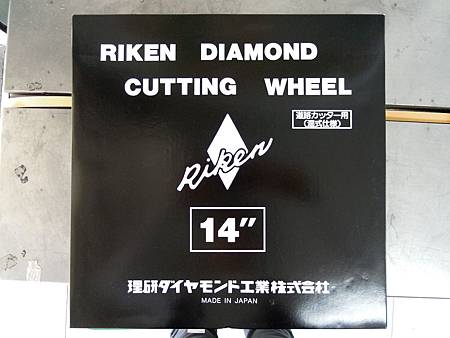 RIKEN DIAMOND
CUTTING WHEEL
道路カッター用
(湿式仕様)
Riken
14"
理研ダイヤモンド工業株式会社
MADE IN JAPAN